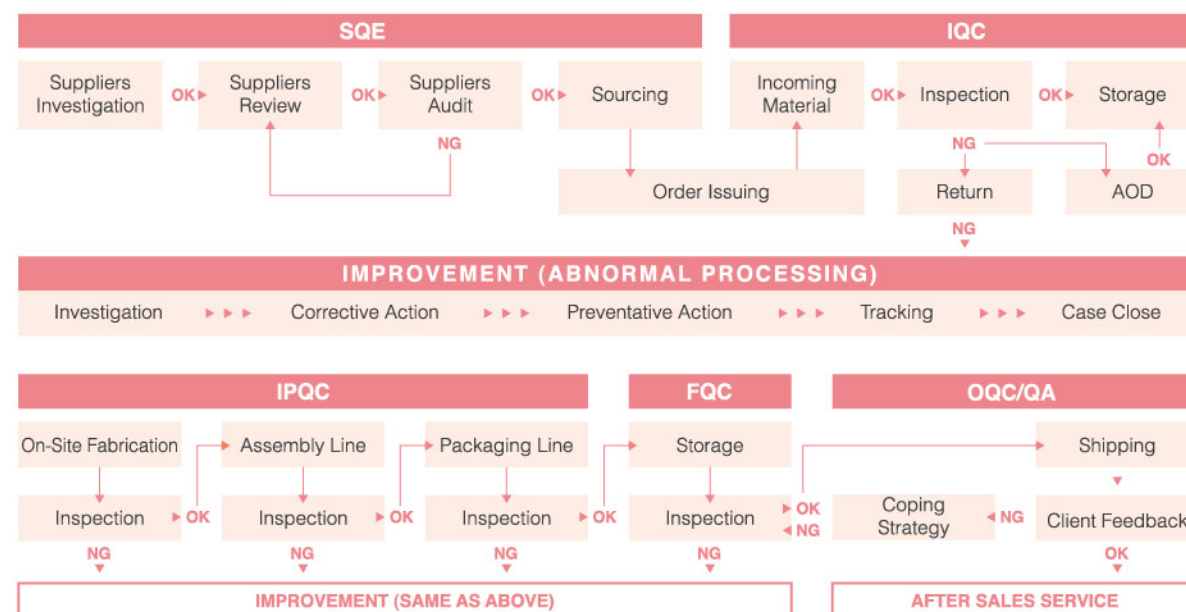 SQE
IQC
Suppliers
Investigation
OK
Suppliers
Review
OK
Suppliers
Audit
OK
Sourcing
Incoming
Material
OK
Inspection
OK
Storage
NG
NG
OK
Order Issuing
Return
AOD
NG
IMPROVEMENT (ABNORMAL PROCESSING)
Investigation
Corrective Action
Preventative Action
Tracking
Case Close
IPQC
FQC
OQC/QA
On-Site Fabrication
Assembly Line
Packaging Line
Storage
Shipping
Inspection
OK
Inspection
OK
Inspection
OK
Inspection
OK
NG
Coping
Strategy
NG
Client Feedback
NG
NG
NG
NG
OK
IMPROVEMENT (SAME AS ABOVE)
AFTER SALES SERVICE